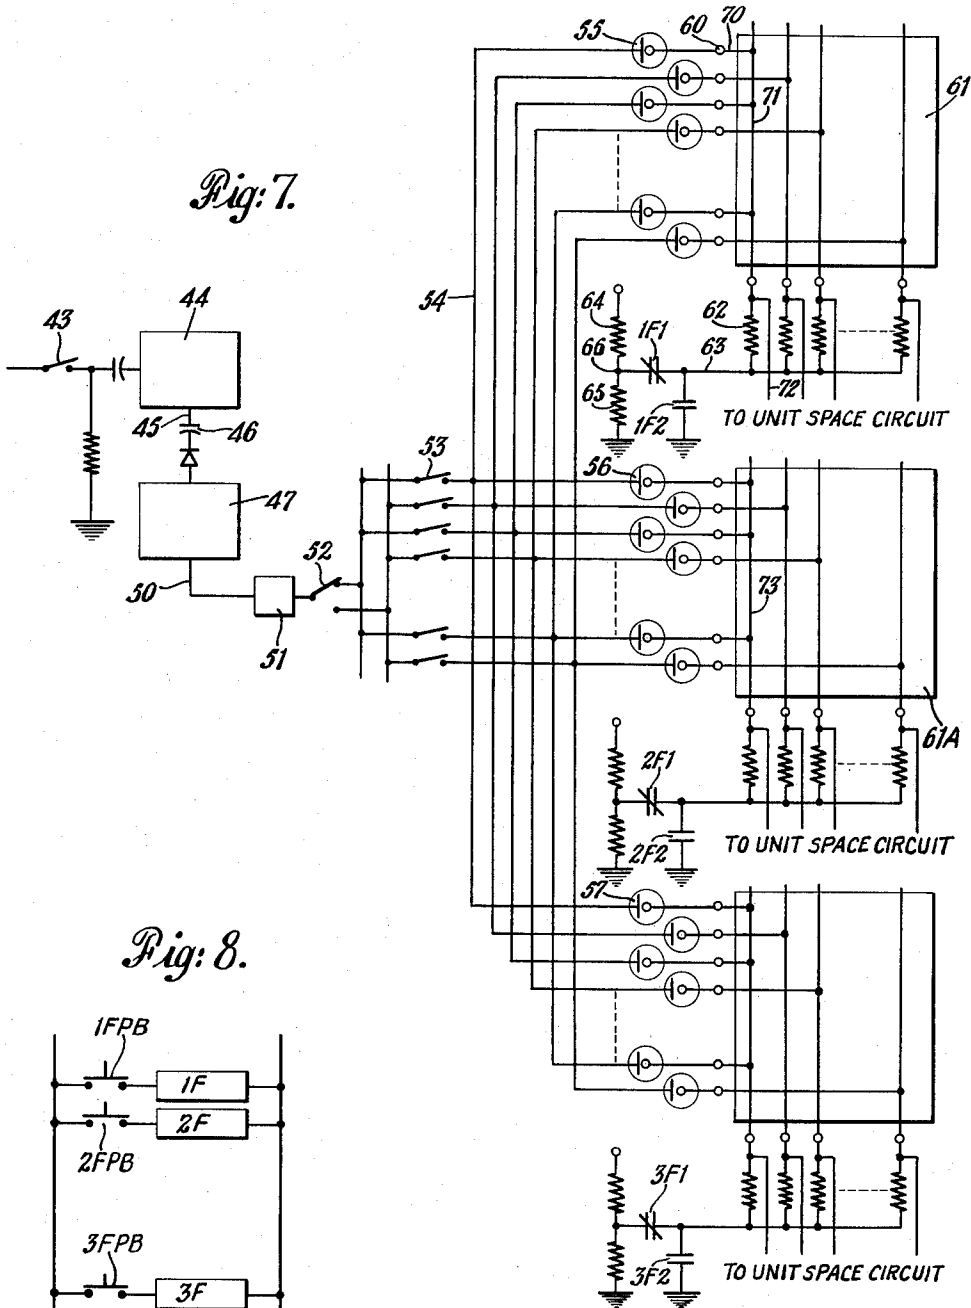 55
60
70
61
71
Fig: 7.
54
44
43
64
62
1F1
66
63
45
46
65
72
1F2
TO UNIT SPACE CIRCUIT
53
56
47
52
50
73
51
61A
2F1
2F2
TO UNIT SPACE CIRCUIT
57
Fig: 8.
1FPB
1F
2F
2FPB
3F1
3FPB
3F2
TO UNIT SPACE CIRCUIT
3F